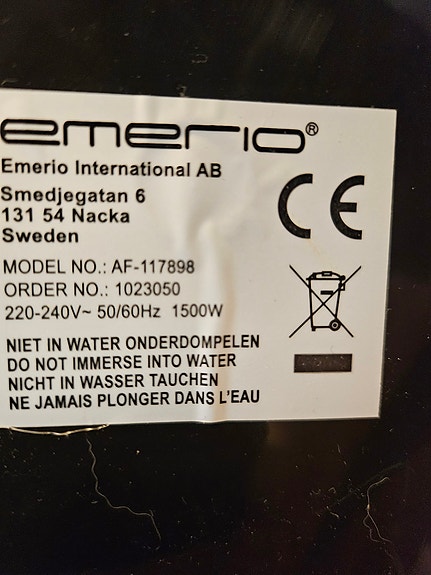 emerio®
Emerio International AB
Smedjegatan 6
131 54 Nacka
Sweden
CE
MODEL NO.: AF-117898
ORDER NO.: 1023050
220-240V~ 50/60Hz 1500W
NIET IN WATER ONDERDOMPELEN
DO NOT IMMERSE INTO WATER
NICHT IN WASSER TAUCHEN
NE JAMAIS PLONGER DANS L'EAU